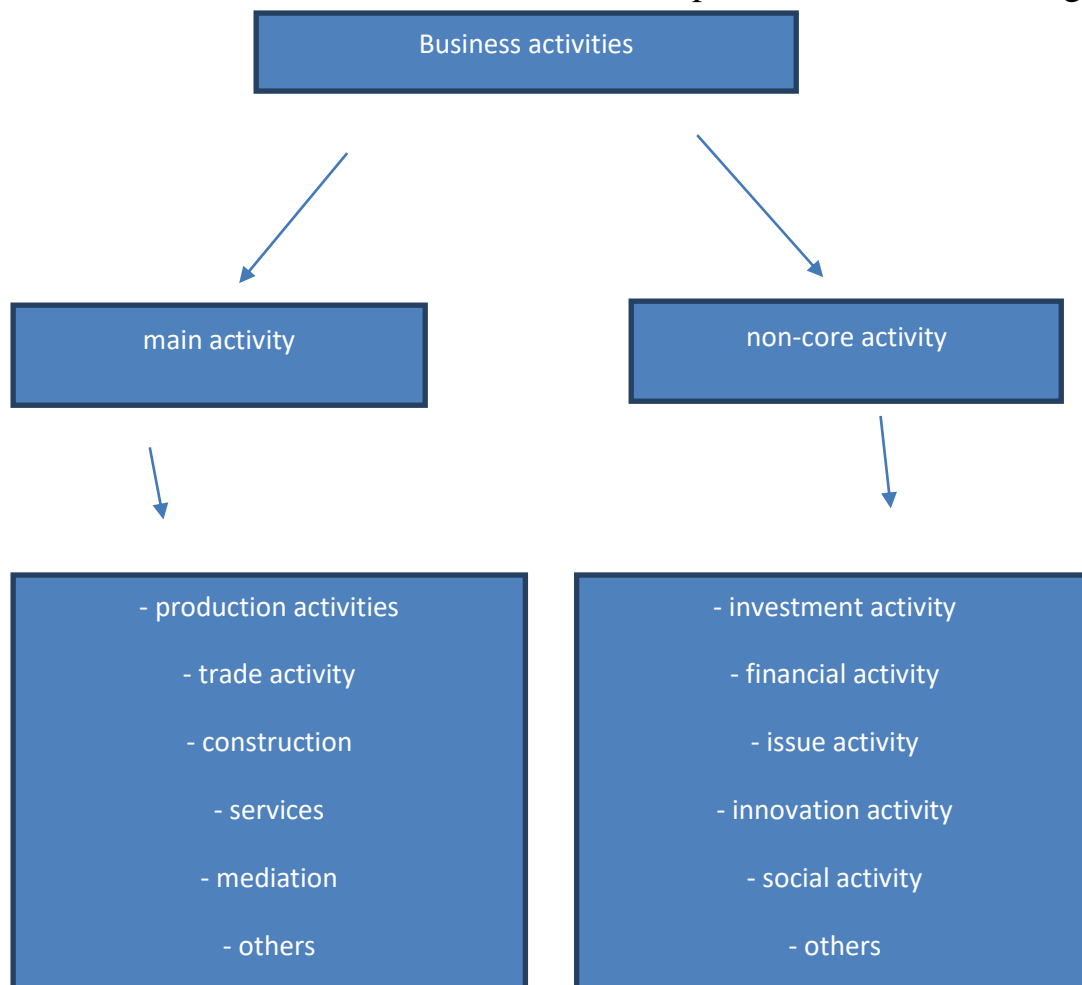 Business activities
main activity
non-core activity
- production activities
- trade activity
- construction
- services
- mediation
- others
- investment activity
- financial activity
- issue activity
- innovation activity
- social activity
- others